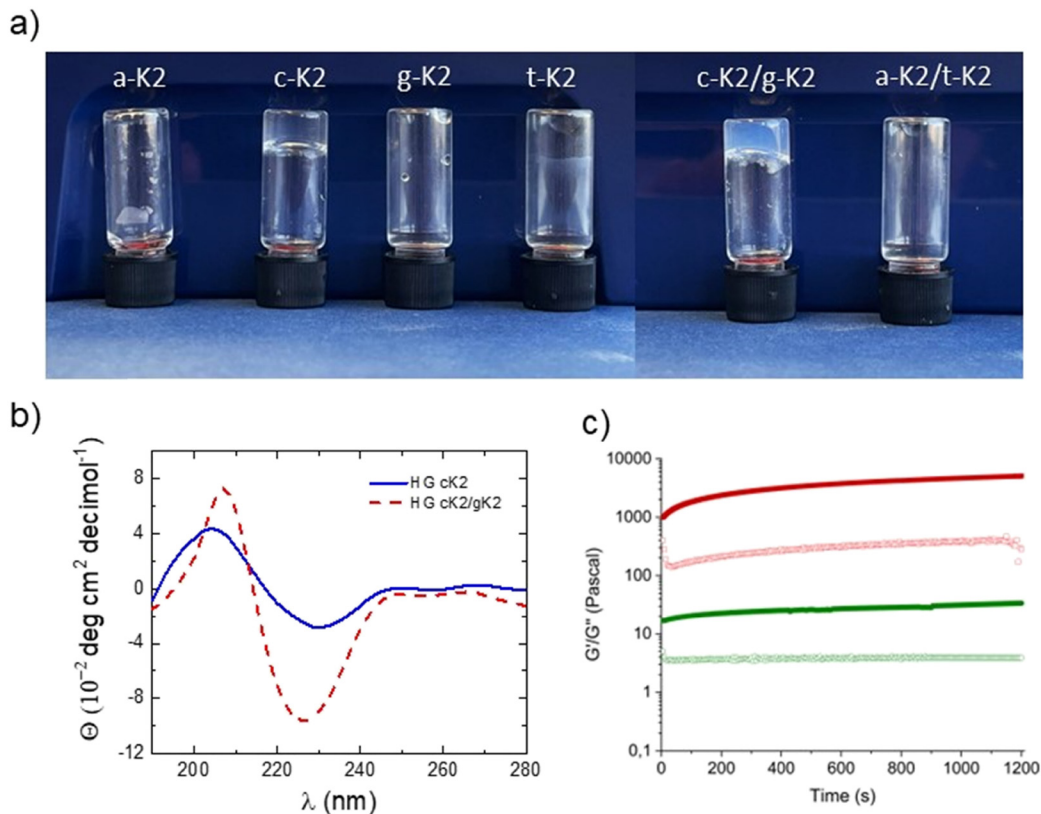 a)
a-K2 c-K2 g-K2 t-K2 c-K2/g-K2 a-K2/t-K2
b)
Θ (10⁻² deg cm² decimol⁻¹)
8
4
0
-4
-8
-12
HG cK2
HG cK2/gK2
200 220 240 260 280
λ (nm)
c)
G'/G'' (Pascal)
10000
1000
100
10
1
0,1
0 200 400 600 800 1000 1200
Time (s)